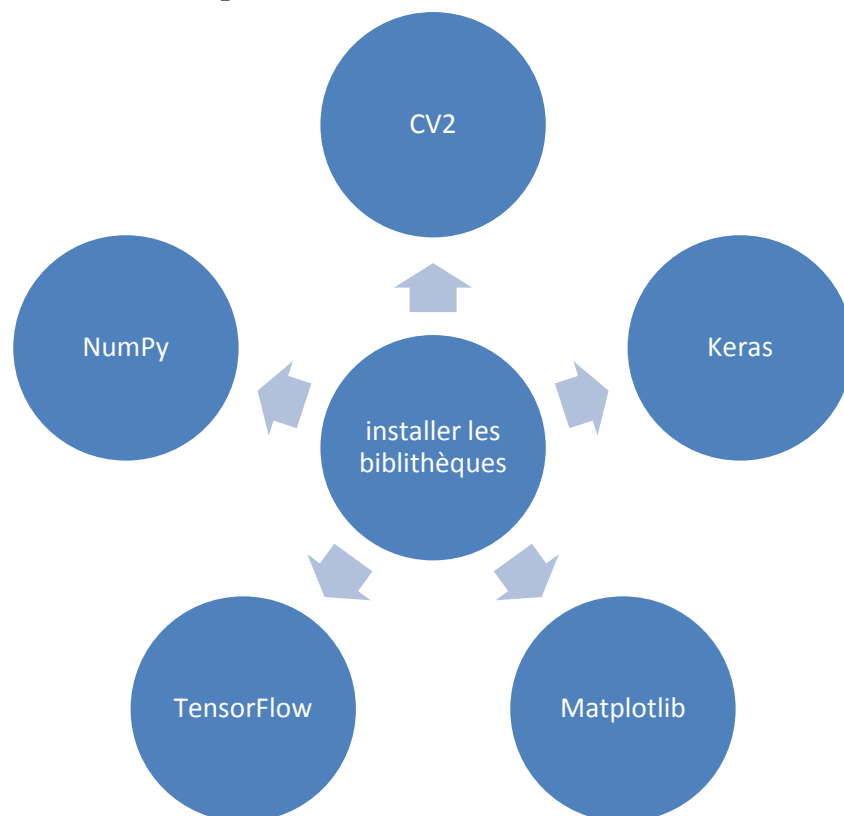 CV2
NumPy
Keras
installer les
biblithèques
TensorFlow
Matplotlib